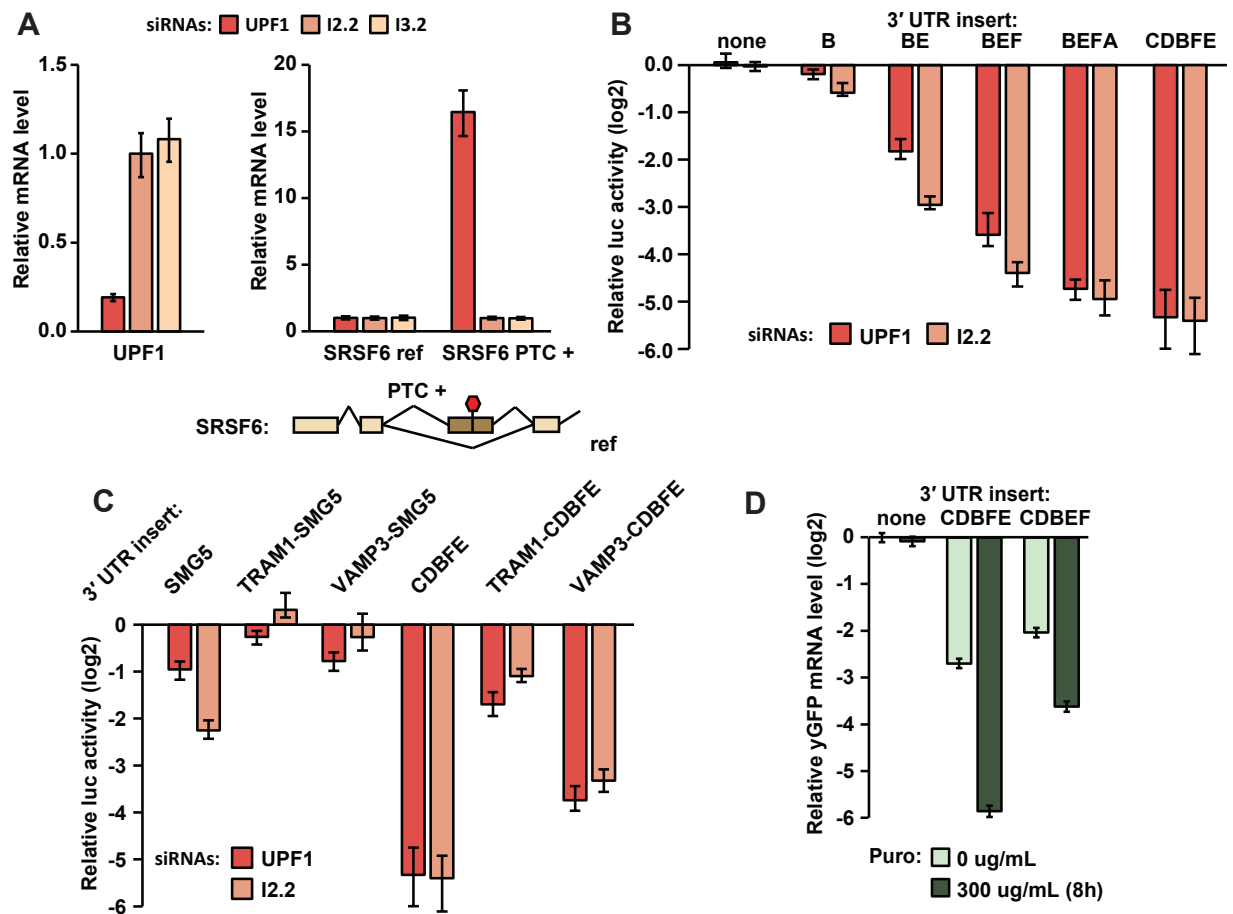 A
siRNAs: UPF1 I2.2 I3.2
Relative mRNA level
1.5
1.0
0.5
0.0
UPF1
Relative mRNA level
20
15
10
5
0
SRSF6 ref
SRSF6 PTC +
PTC +
SRSF6:
ref
B
3′ UTR insert:
none B BE BEF BEFA CDBFE
Relative luc activity (log2)
0.0
-1.0
-2.0
-3.0
-4.0
-5.0
-6.0
siRNAs: UPF1 I2.2
C
3′ UTR insert:
SMG5
TRAM1-SMG5
VAMP3-SMG5
CDBFE
TRAM1-CDBFE
VAMP3-CDBFE
Relative luc activity (log2)
0
-1
-2
-3
-4
-5
-6
siRNAs: UPF1
I2.2
D
3′ UTR insert:
none CDBFE CDBEF
Relative yGFP mRNA level (log2)
0
-1
-2
-3
-4
-5
-6
Puro: 0 ug/mL
300 ug/mL (8h)